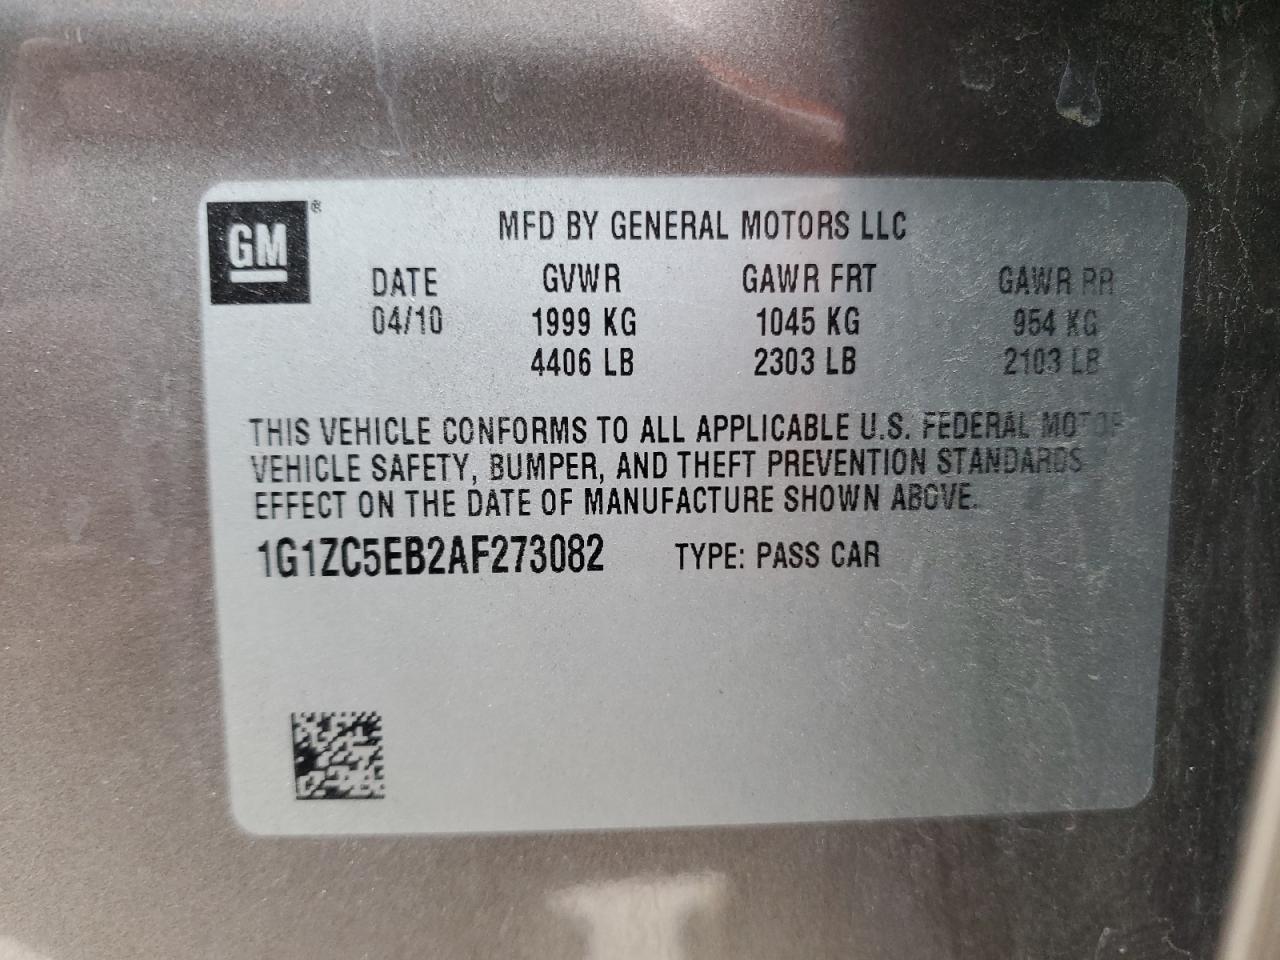 GM®
MFD BY GENERAL MOTORS LLC
DATE GVWR GAWR FRT GAWR RR
04/10 1999 KG 1045 KG 954 KG
4406 LB 2303 LB 2103 LB
THIS VEHICLE CONFORMS TO ALL APPLICABLE U.S. FEDERAL MOTOR
VEHICLE SAFETY, BUMPER, AND THEFT PREVENTION STANDARDS
EFFECT ON THE DATE OF MANUFACTURE SHOWN ABOVE.
1G1ZC5EB2AF273082 TYPE: PASS CAR